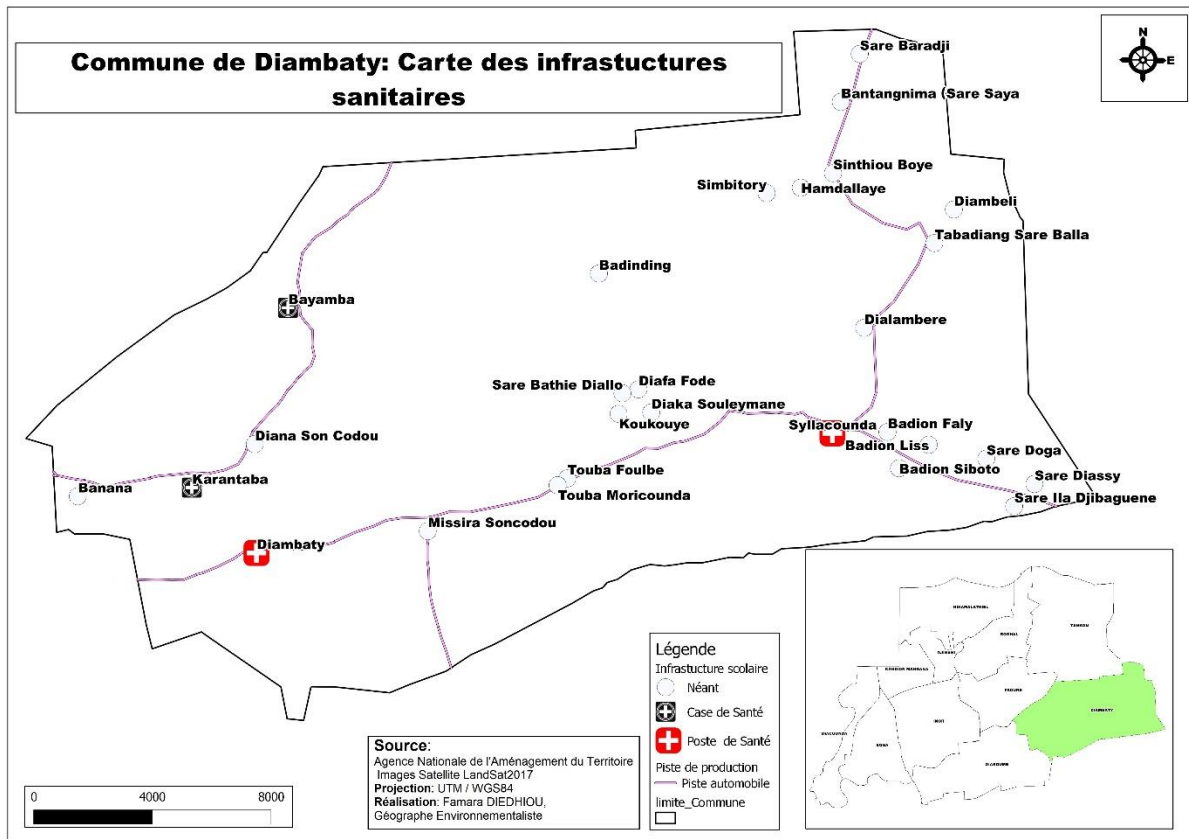 Commune de Diambaty: Carte des infrastuctures
sanitaires
N
E
Sare Baradji
Bantangnima (Sare Saya
Sinthiou Boye
Simbitory
Hamdallaye
Diambeli
Tabadiang Sare Balla
Badinding
Bayamba
Dialambere
Sare Bathie Diallo
Diafa Fode
Diaka Souleymane
Koukouye
Syllacounda
Badion Faly
Diana Son Codou
Badion Liss
Sare Doga
Badion Siboto
Touba Foulbe
Karantaba
Sare Diassy
Banana
Touba Moricounda
Sare Ila Djibaguene
Missira Soncodou
Diambaty
Légende
Infrastucture scolaire
Néant
Case de Santé
Poste de Santé
Piste de production
Piste automobile
limite_Commune
Source:
Agence Nationale de l'Aménagement du Territoire
Images Satellite LandSat2017
Projection: UTM / WGS84
Réalisation: Famara DIEDHIOU,
Géographe Environnementaliste
0 4000 8000
DIAMBATY